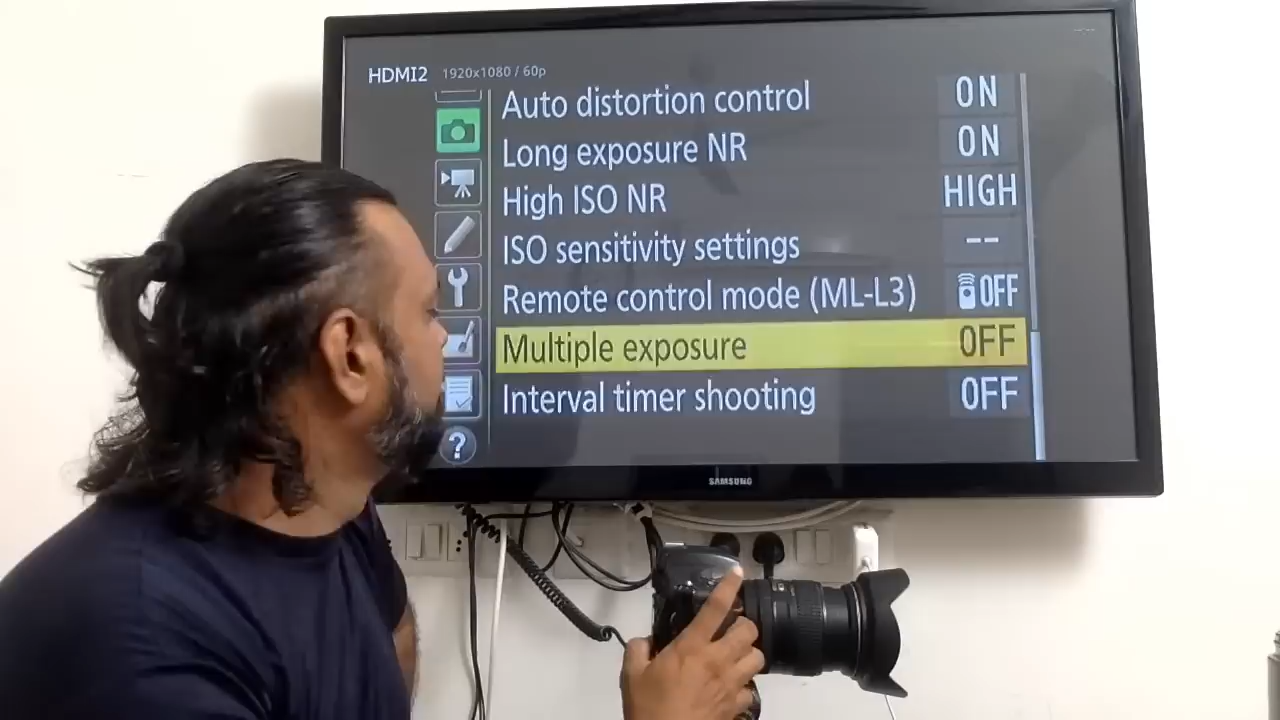 HDMI2 1920x1080 / 60p
Auto distortion control ON
Long exposure NR ON
High ISO NR HIGH
ISO sensitivity settings --
Remote control mode (ML-L3) OFF
Multiple exposure OFF
Interval timer shooting OFF
?
SAMSUNG